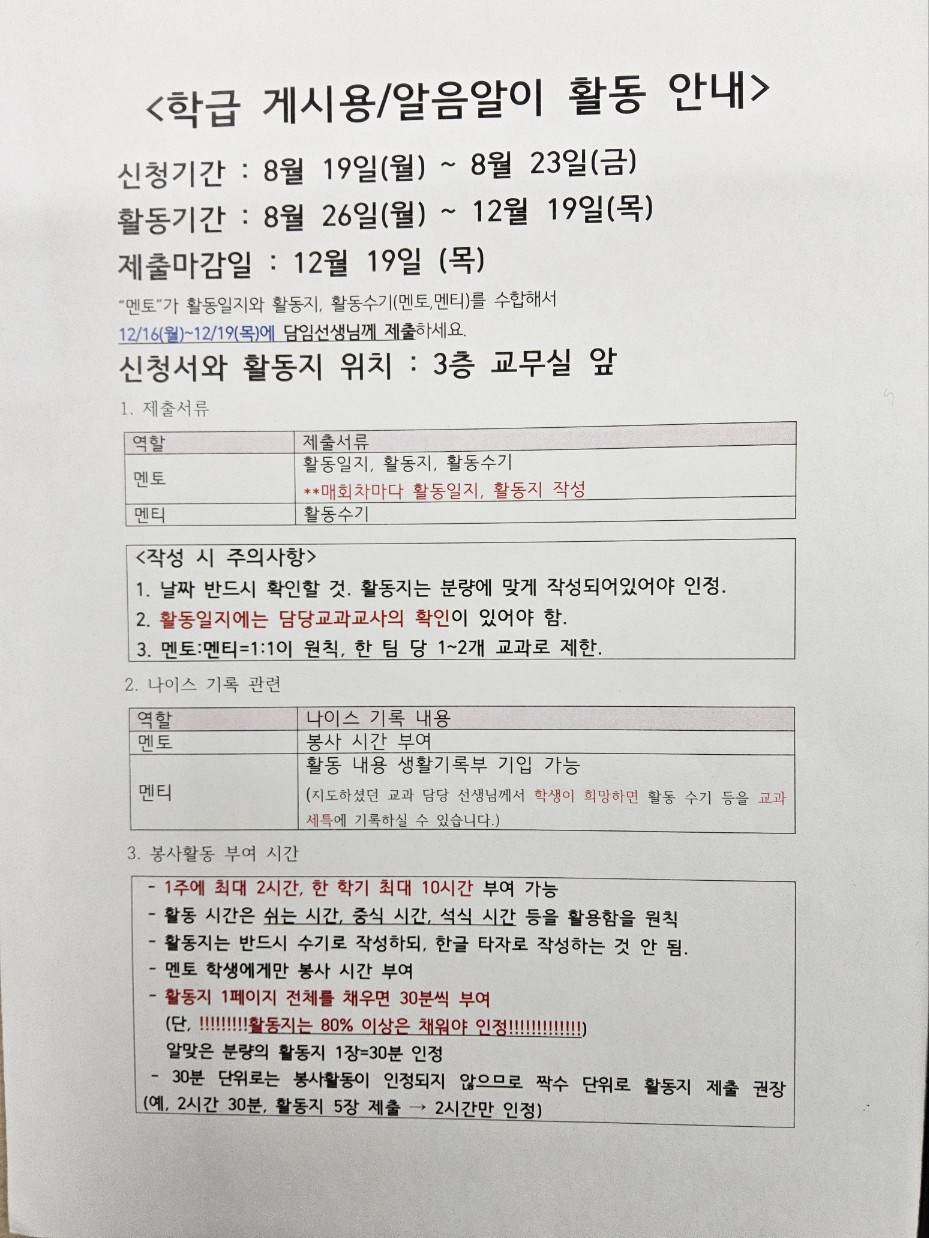 <학급 게시용/알음알이 활동 안내>
신청기간 : 8월 19일(월) ~ 8월 23일(금)
활동기간 : 8월 26일(월) ~ 12월 19일(목)
제출마감일 : 12월 19일 (목)
"멘토"가 활동일지와 활동지, 활동수기(멘토,멘티)를 수합해서
12/16(월)~12/19(목)에 담임선생님께 제출하세요.
신청서와 활동지 위치 : 3층 교무실 앞
1. 제출서류
역할 제출서류
멘토 활동일지, 활동지, 활동수기
**매회차마다 활동일지, 활동지 작성
멘티 활동수기
<작성 시 주의사항>
1. 날짜 반드시 확인할 것. 활동지는 분량에 맞게 작성되어있어야 인정.
2. 활동일지에는 담당교과교사의 확인이 있어야 함.
3. 멘토:멘티=1:1이 원칙, 한 팀 당 1~2개 교과로 제한.
2. 나이스 기록 관련
역할 나이스 기록 내용
멘토 봉사 시간 부여
멘티 활동 내용 생활기록부 기입 가능
(지도하셨던 교과 담당 선생님께서 학생이 희망하면 활동 수기 등을 교과
세특에 기록하실 수 있습니다.)
3. 봉사활동 부여 시간
- 1주에 최대 2시간, 한 학기 최대 10시간 부여 가능
- 활동 시간은 쉬는 시간, 중식 시간, 석식 시간 등을 활용함을 원칙
- 활동지는 반드시 수기로 작성하되, 한글 타자로 작성하는 것 안 됨.
- 멘토 학생에게만 봉사 시간 부여
- 활동지 1페이지 전체를 채우면 30분씩 부여
(단, !!!!!!!!!활동지는 80% 이상은 채워야 인정!!!!!!!!!!!!!)
알맞은 분량의 활동지 1장=30분 인정
- 30분 단위로는 봉사활동이 인정되지 않으므로 짝수 단위로 활동지 제출 권장
(예, 2시간 30분, 활동지 5장 제출 → 2시간만 인정)